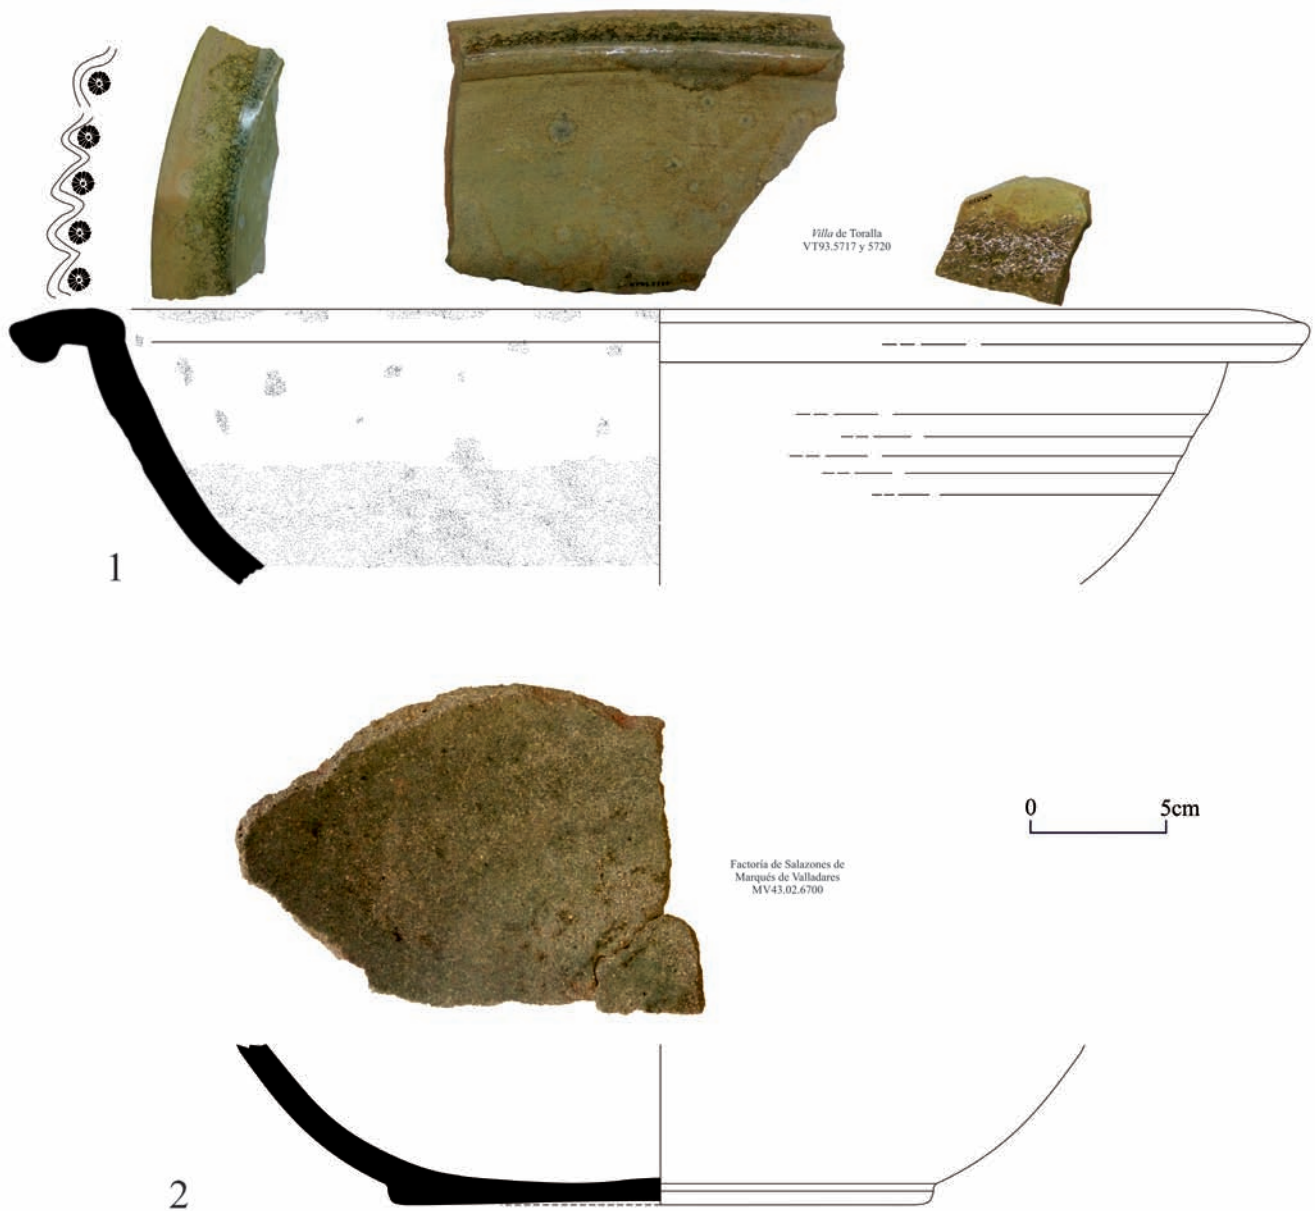 Villa de Toralla
VT93.5717 y 5720
1
0 5cm
Factoría de Salazones de
Marqués de Valladares
MV43.02.6700
2